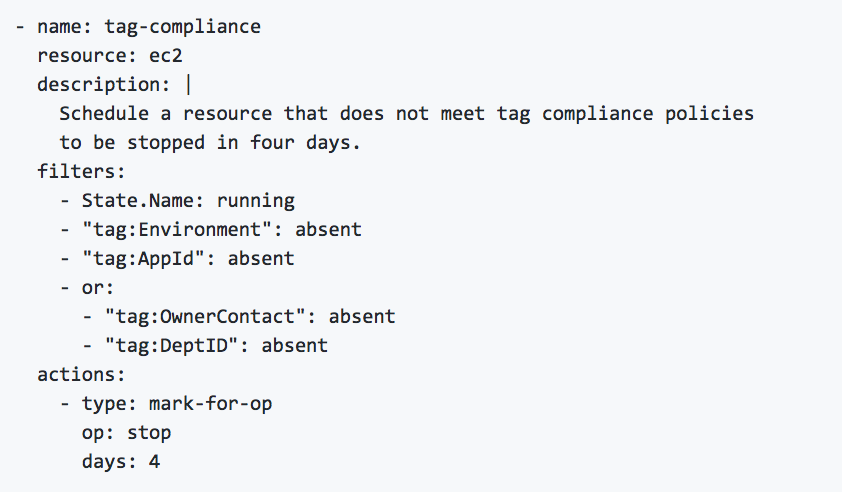 - name: tag-compliance
  resource: ec2
  description: |
    Schedule a resource that does not meet tag compliance policies
    to be stopped in four days.
  filters:
    - State.Name: running
    - "tag:Environment": absent
    - "tag:AppId": absent
    - or:
      - "tag:OwnerContact": absent
      - "tag:DeptID": absent
  actions:
    - type: mark-for-op
      op: stop
      days: 4